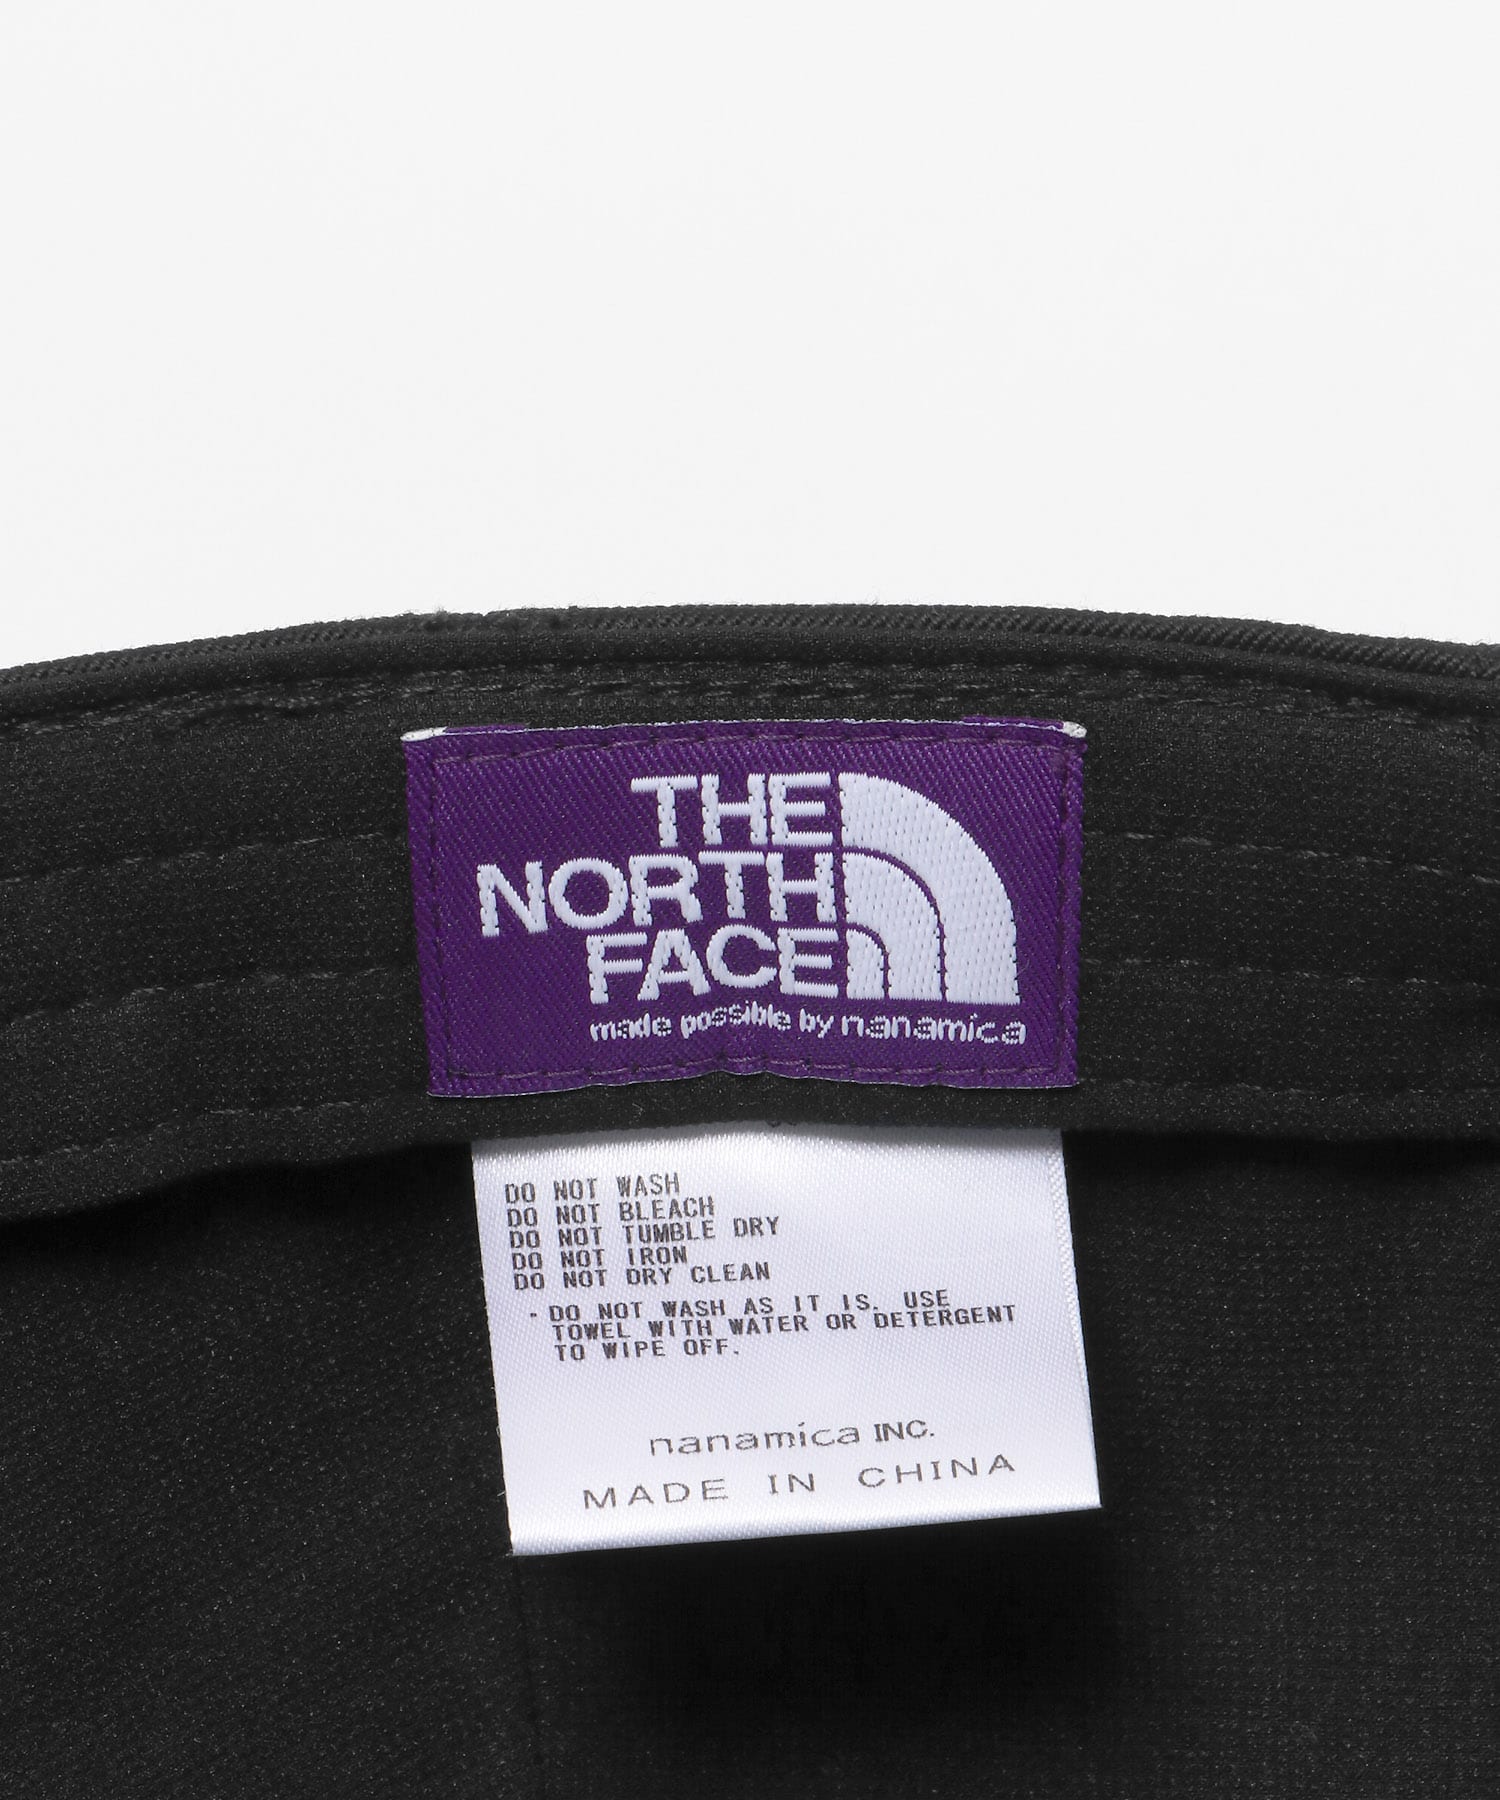 THE
NORTH
FACE
made possible by nanamica
DO NOT WASH
DO NOT BLEACH
DO NOT TUMBLE DRY
DO NOT IRON
DO NOT DRY CLEAN
・DO NOT WASH AS IT IS. USE
TOWEL WITH WATER OR DETERGENT
TO WIPE OFF.
nanamica INC.
MADE IN CHINA